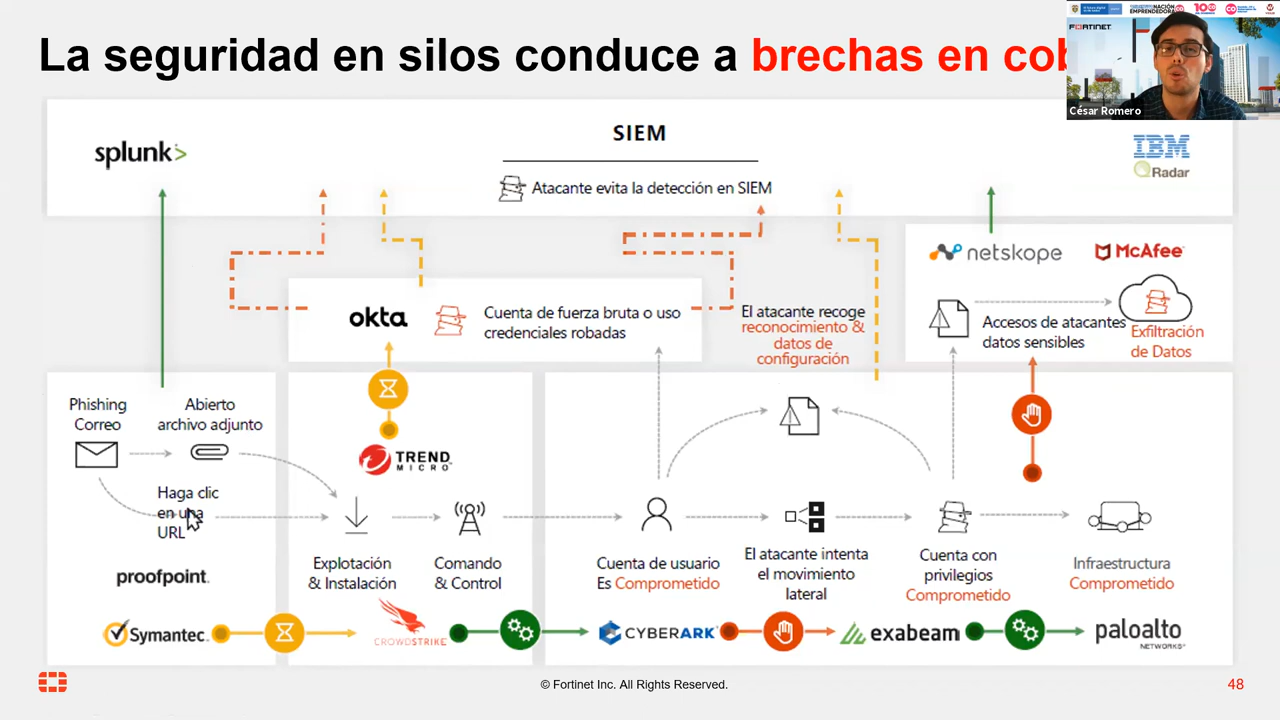 La seguridad en silos conduce a brechas en cob
FORTINET
César Romero
splunk>
SIEM
Atacante evita la detección en SIEM
IBM
QRadar
netskope
McAfee
okta
Cuenta de fuerza bruta o uso
credenciales robadas
El atacante recoge
reconocimiento &
datos de
configuración
Accesos de atacantes
datos sensibles
Exfiltración
de Datos
Phishing
Correo
Abierto
archivo adjunto
TREND
MICRO
Haga clic
en una
URL
Explotación
& Instalación
Comando
& Control
Cuenta de usuario
Es Comprometido
El atacante intenta
el movimiento
lateral
Cuenta con
privilegios
Comprometido
Infraestructura
Comprometido
proofpoint.
Symantec.
CROWDSTRIKE
CYBERARK
exabeam
paloalto
NETWORKS
© Fortinet Inc. All Rights Reserved.
48